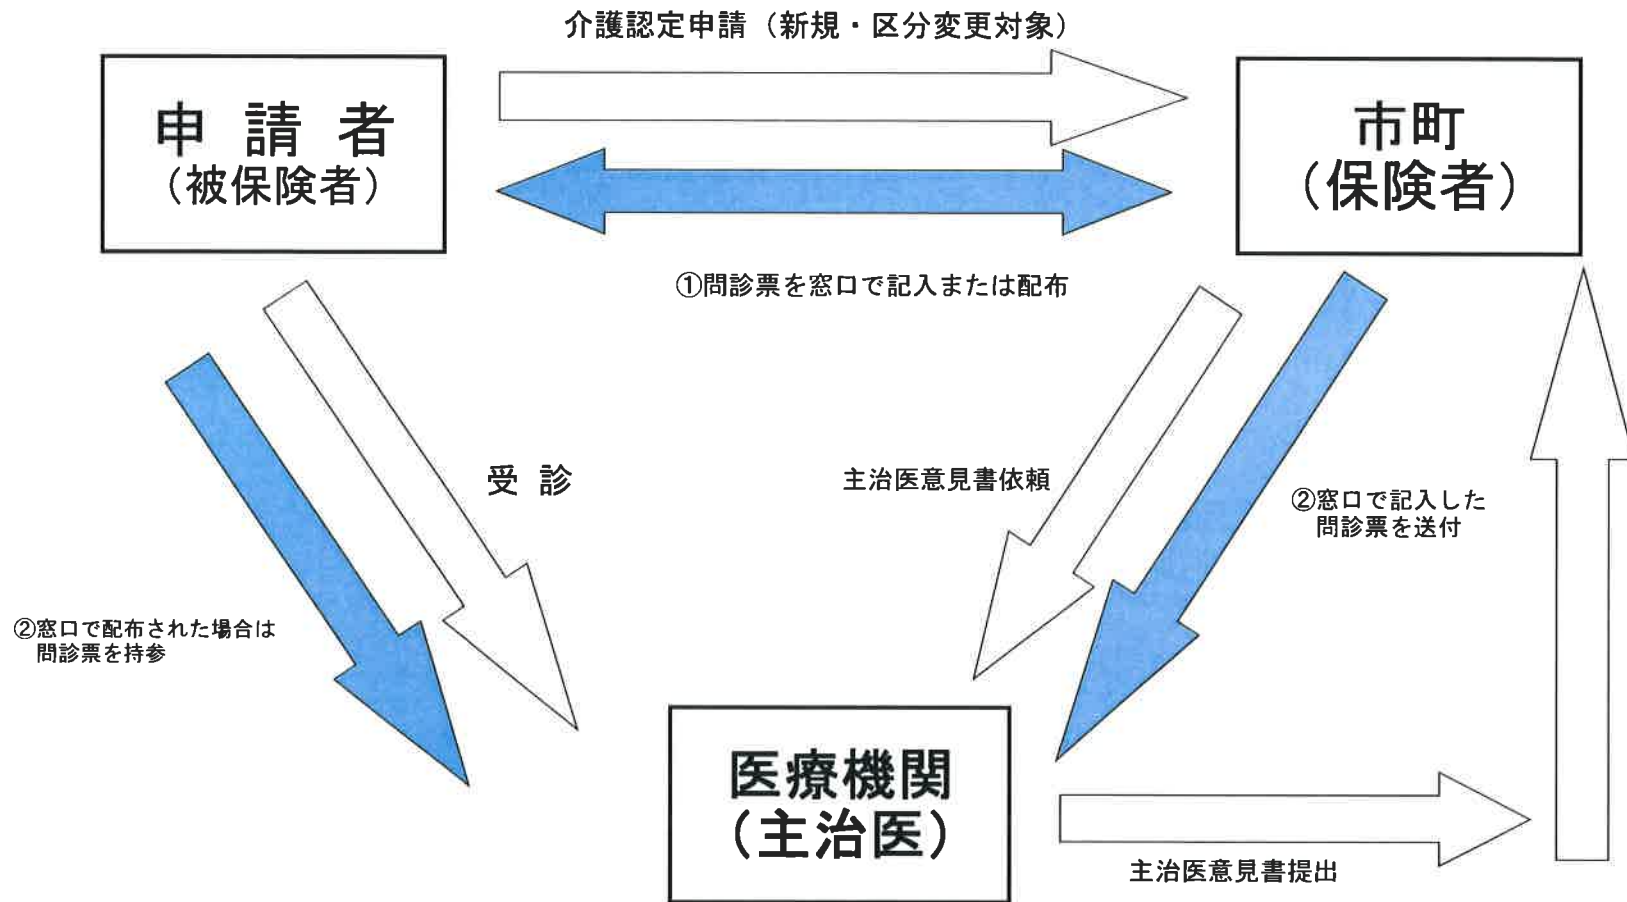 介護認定申請（新規・区分変更対象）
申請者
（被保険者）
市町
（保険者）
①問診票を窓口で記入または配布
受診
主治医意見書依頼
②窓口で記入した
問診票を送付
②窓口で配布された場合は
問診票を持参
医療機関
（主治医）
主治医意見書提出